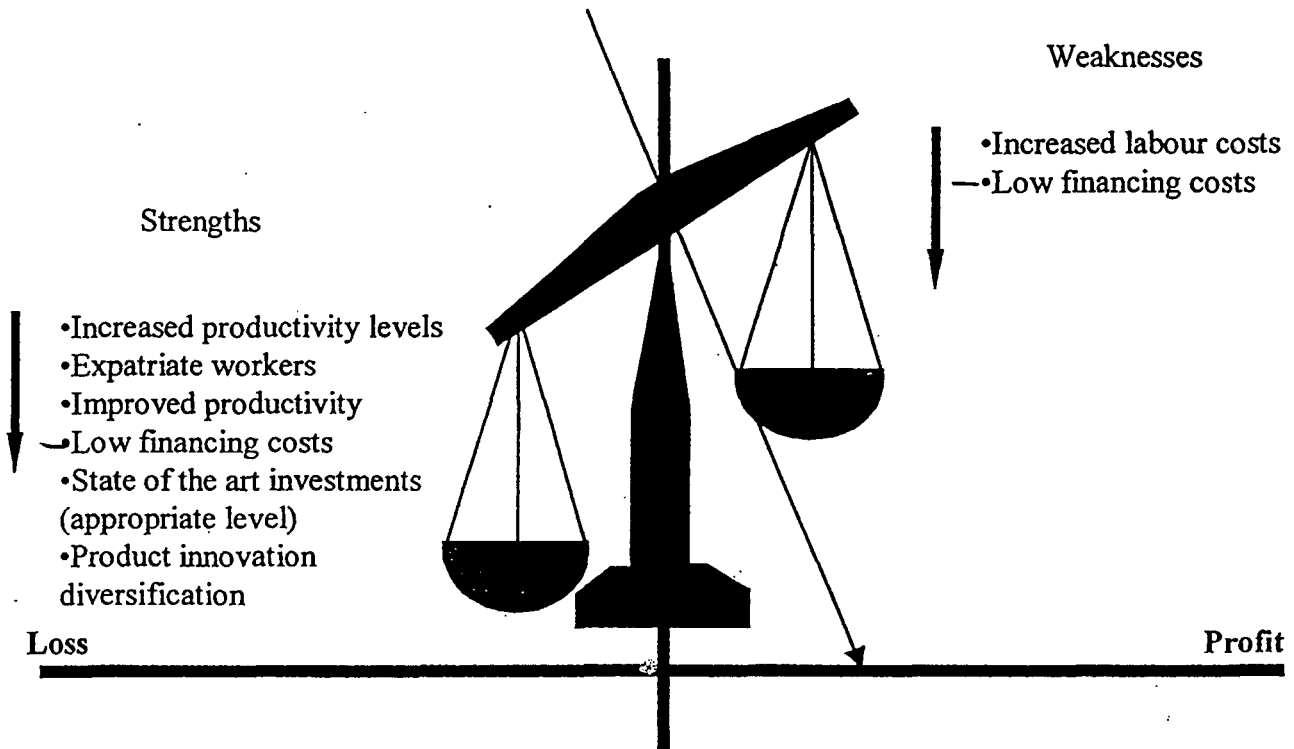 Weaknesses
•Increased labour costs
•Low financing costs
Strengths
•Increased productivity levels
•Expatriate workers
•Improved productivity
•Low financing costs
•State of the art investments
(appropriate level)
•Product innovation
diversification
Loss
Profit